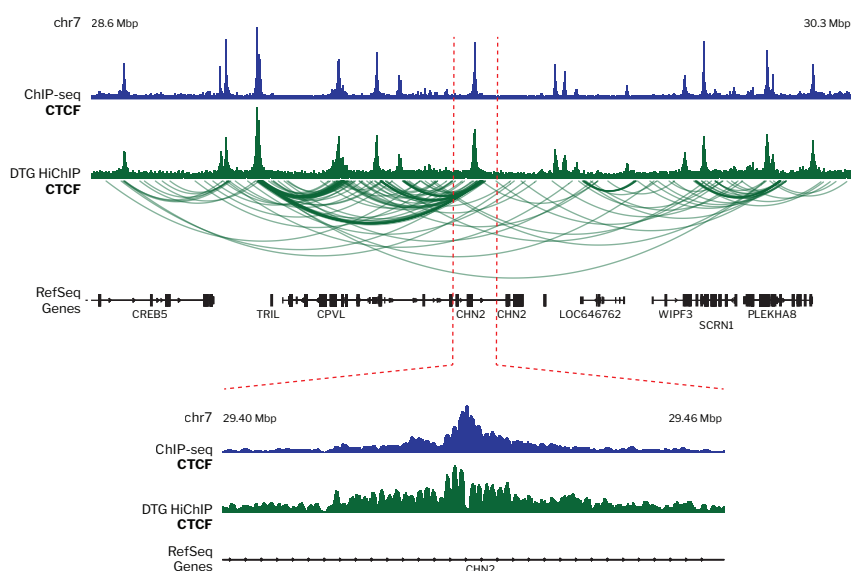 chr7 28.6 Mbp 30.3 Mbp
ChIP-seq
CTCF
DTG HiChIP
CTCF
RefSeq
Genes
CREB5 TRIL CPVL CHN2 CHN2 LOC646762 WIPF3 PLEKHA8
SCRN1
chr7 29.40 Mbp 29.46 Mbp
ChIP-seq
CTCF
DTG HiChIP
CTCF
RefSeq
Genes
CHN2